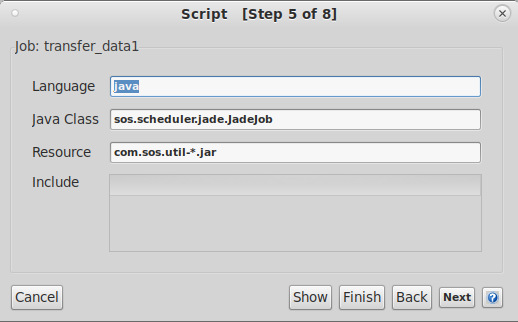 Script [Step 5 of 8]
Job: transfer_data1
Language java
Java Class sos.scheduler.jade.JadeJob
Resource com.sos.util-*.jar
Include
Cancel Show Finish Back Next ?